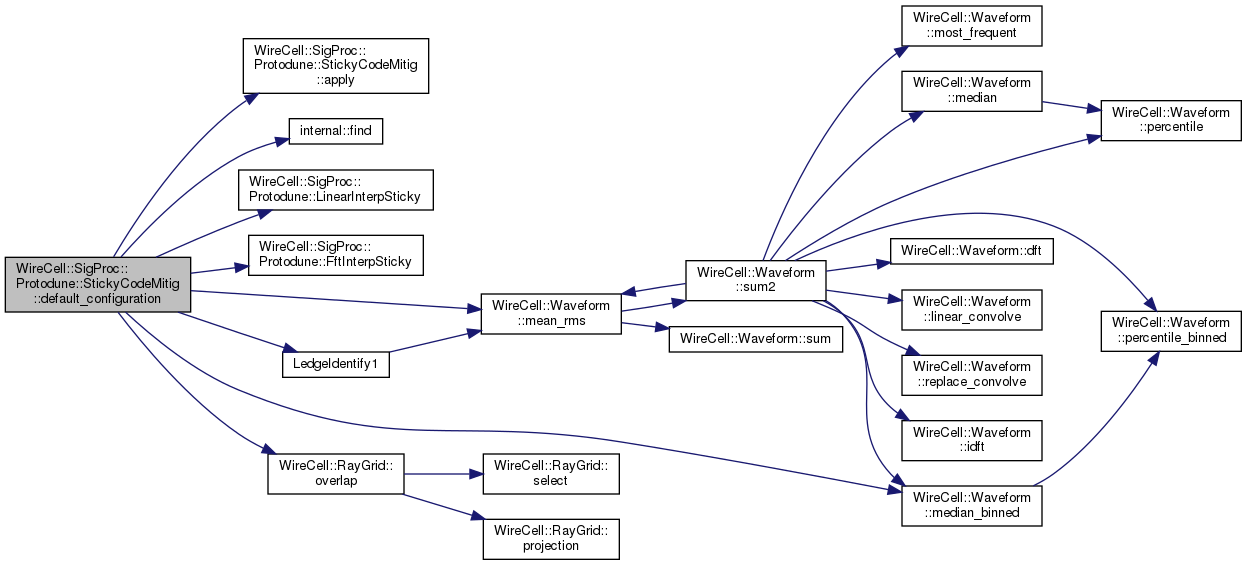 WireCell::SigProc::
Protodune::StickyCodeMitig
::default_configuration
WireCell::SigProc::
Protodune::StickyCodeMitig
::apply
internal::find
WireCell::SigProc::
Protodune::LinearInterpSticky
WireCell::SigProc::
Protodune::FftInterpSticky
LedgeIdentify1
WireCell::RayGrid::
overlap
WireCell::Waveform
::mean_rms
WireCell::RayGrid::
select
WireCell::RayGrid::
projection
WireCell::Waveform
::sum2
WireCell::Waveform::sum
WireCell::Waveform
::most_frequent
WireCell::Waveform
::median
WireCell::Waveform::dft
WireCell::Waveform
::linear_convolve
WireCell::Waveform
::replace_convolve
WireCell::Waveform
::idft
WireCell::Waveform
::median_binned
WireCell::Waveform
::percentile
WireCell::Waveform
::percentile_binned